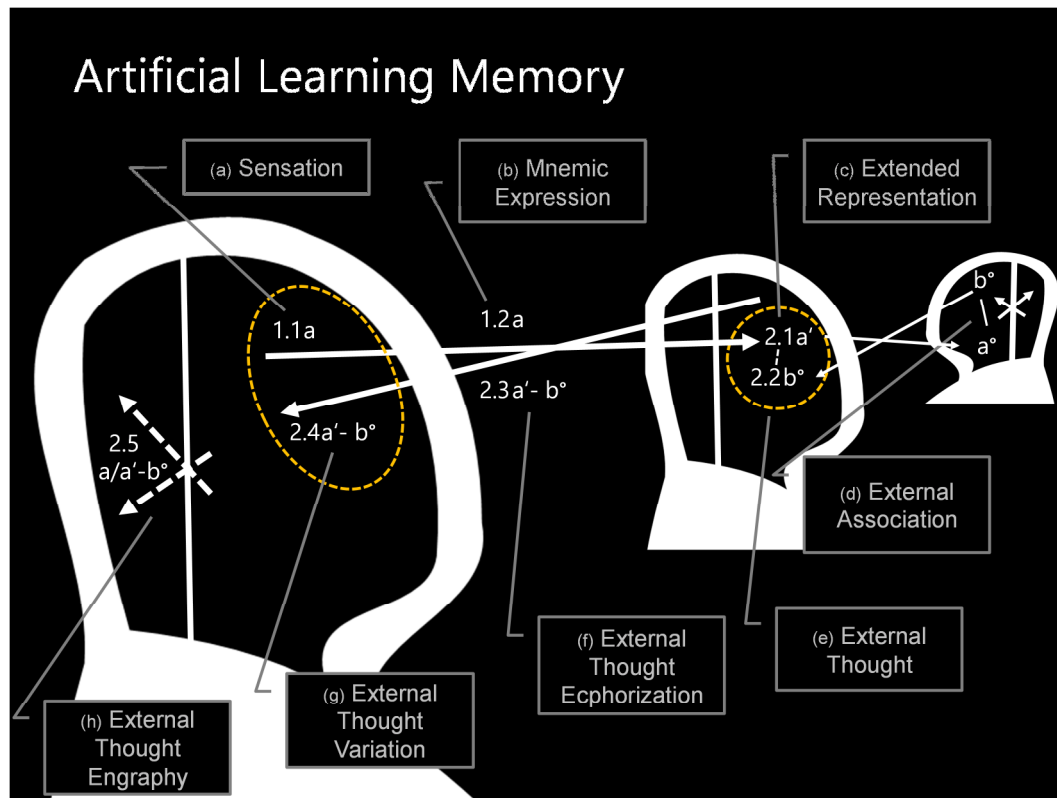 Artificial Learning Memory
(a) Sensation
(b) Mnemic
Expression
(c) Extended
Representation
1.1a
1.2a
2.1a'
2.2b°
b°
a°
2.3a'- b°
2.4a'- b°
2.5
a/a'-b°
(d) External
Association
(e) External
Thought
(f) External
Thought
Ecphorization
(g) External
Thought
Variation
(h) External
Thought
Engraphy